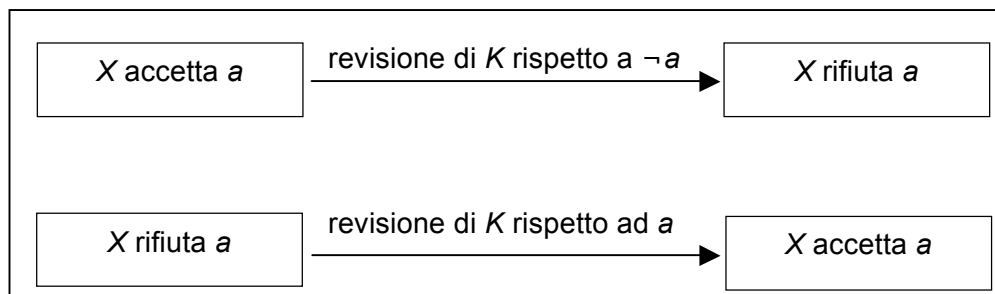 X accetta a
revisione di K rispetto a ¬ a
X rifiuta a
X rifiuta a
revisione di K rispetto ad a
X accetta a